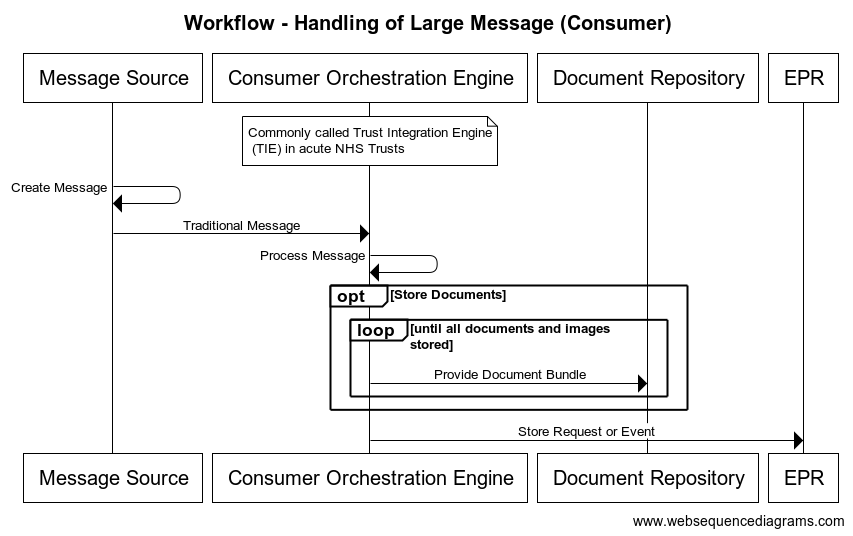 Workflow - Handling of Large Message (Consumer)
Message Source
Consumer Orchestration Engine
Document Repository
EPR
Commonly called Trust Integration Engine
(TIE) in acute NHS Trusts
Create Message
Traditional Message
Process Message
opt
[Store Documents]
loop
[until all documents and images
stored]
Provide Document Bundle
Store Request or Event
Message Source
Consumer Orchestration Engine
Document Repository
EPR
www.websequencediagrams.com